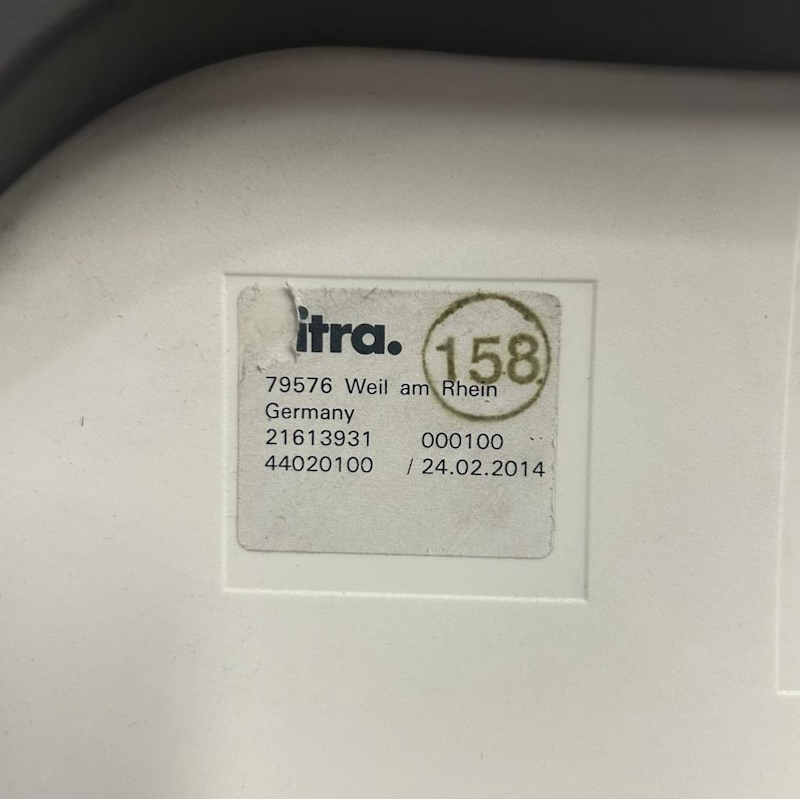 itra.
158
79576 Weil am Rhein
Germany
21613931 000100
44020100 / 24.02.2014